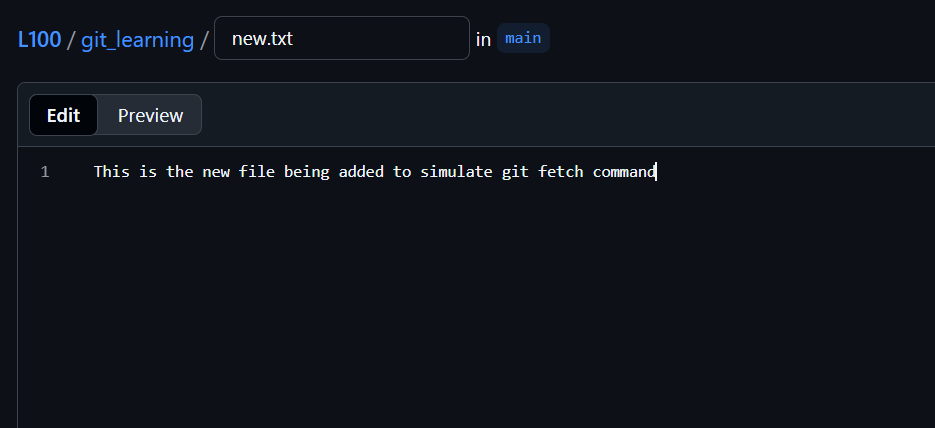 L100 / git_learning / new.txt in main
Edit Preview
1 This is the new file being added to simulate git fetch command